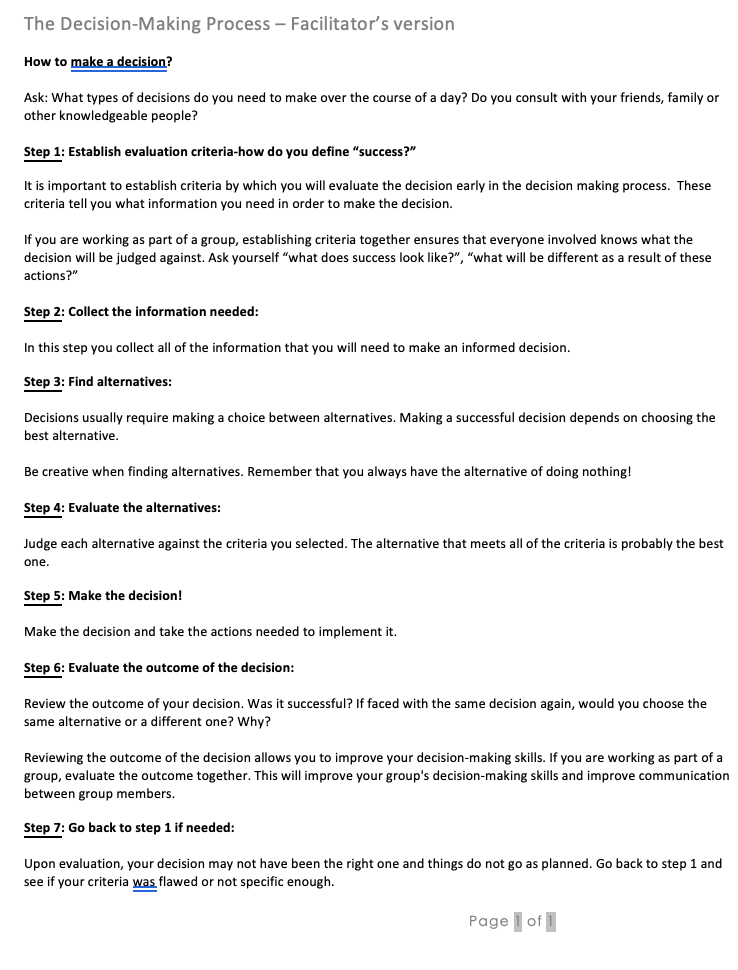 The Decision-Making Process – Facilitator’s version
How to make a decision?
Ask: What types of decisions do you need to make over the course of a day? Do you consult with your friends, family or
other knowledgeable people?
Step 1: Establish evaluation criteria-how do you define “success?”
It is important to establish criteria by which you will evaluate the decision early in the decision making process.  These
criteria tell you what information you need in order to make the decision.
If you are working as part of a group, establishing criteria together ensures that everyone involved knows what the
decision will be judged against. Ask yourself “what does success look like?”, “what will be different as a result of these
actions?”
Step 2: Collect the information needed:
In this step you collect all of the information that you will need to make an informed decision.
Step 3: Find alternatives:
Decisions usually require making a choice between alternatives. Making a successful decision depends on choosing the
best alternative.
Be creative when finding alternatives. Remember that you always have the alternative of doing nothing!
Step 4: Evaluate the alternatives:
Judge each alternative against the criteria you selected. The alternative that meets all of the criteria is probably the best
one.
Step 5: Make the decision!
Make the decision and take the actions needed to implement it.
Step 6: Evaluate the outcome of the decision:
Review the outcome of your decision. Was it successful? If faced with the same decision again, would you choose the
same alternative or a different one? Why?
Reviewing the outcome of the decision allows you to improve your decision-making skills. If you are working as part of a
group, evaluate the outcome together. This will improve your group's decision-making skills and improve communication
between group members.
Step 7: Go back to step 1 if needed:
Upon evaluation, your decision may not have been the right one and things do not go as planned. Go back to step 1 and
see if your criteria was flawed or not specific enough.
Page 1 of 1